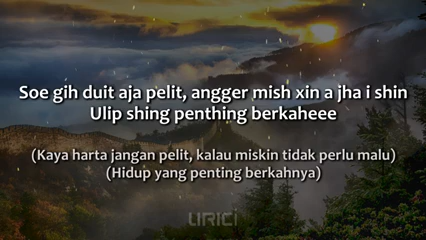 Soe gih duit aja pelit, angger mish xin a jha i shin
Ulip shing penthing berkaheee
(Kaya harta jangan pelit, kalau miskin tidak perlu malu)
(Hidup yang penting berkahnya)
LIRICI